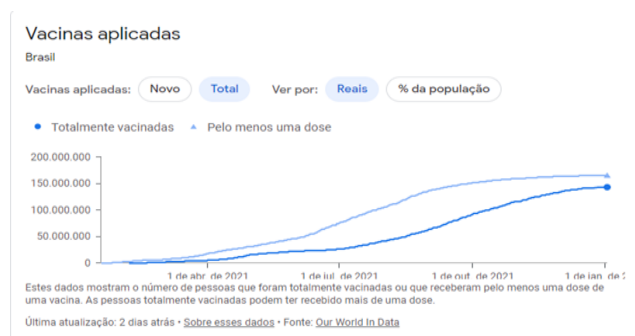 Vacinas aplicadas
Brasil
Vacinas aplicadas: Novo Total Ver por: Reais % da população
Totalmente vacinadas Pelo menos uma dose
200.000.000
150.000.000
100.000.000
50.000.000
0
1 de abr. de 2021 1 de jul. de 2021 1 de out. de 2021 1 de jan. de 2
Estes dados mostram o número de pessoas que foram totalmente vacinadas ou que receberam pelo menos uma dose de
uma vacina. As pessoas totalmente vacinadas podem ter recebido mais de uma dose.
Última atualização: 2 dias atrás • Sobre esses dados • Fonte: Our World In Data